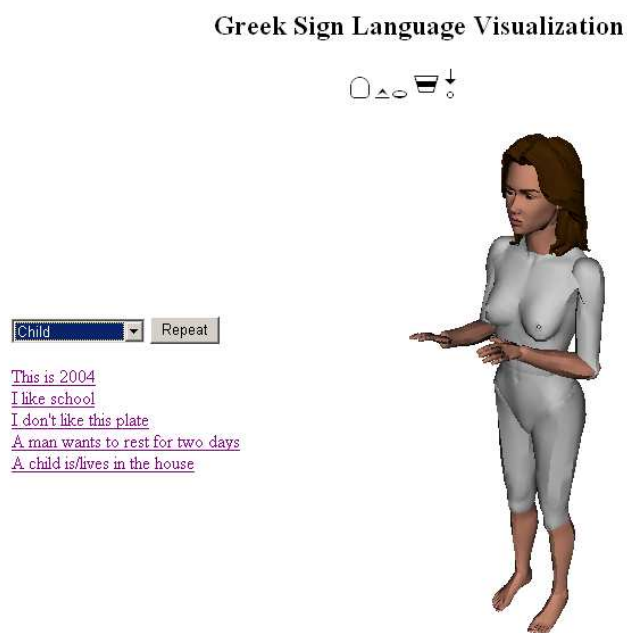 Greek Sign Language Visualization
Child
Repeat
This is 2004
I like school
I don't like this plate
A man wants to rest for two days
A child is/lives in the house